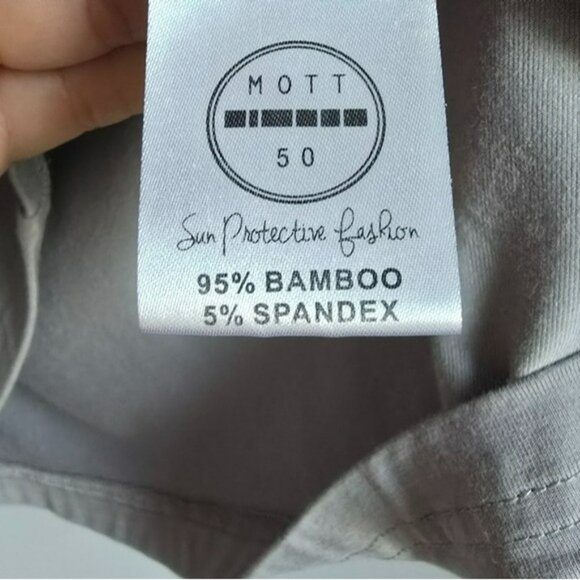 MOTT
50
Sun Protective fashion
95% BAMBOO
5% SPANDEX